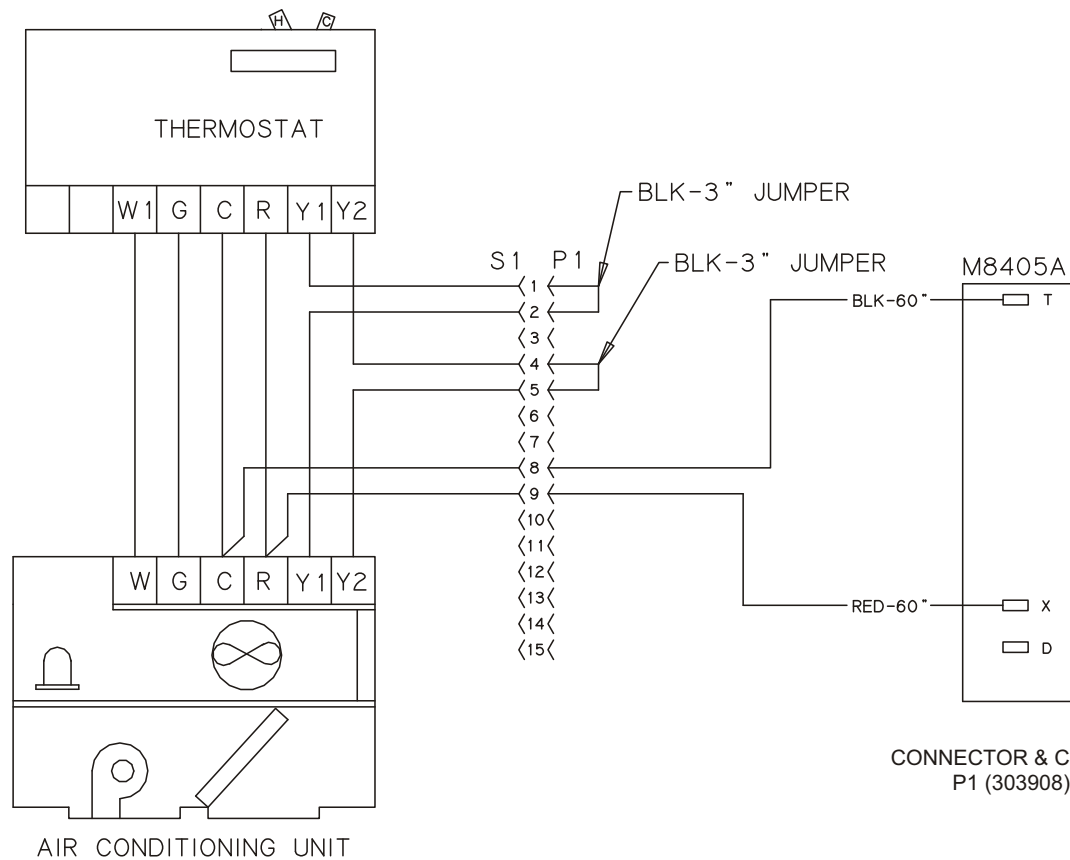 H C
THERMOSTAT
W1 G C R Y1 Y2
BLK-3" JUMPER
BLK-3" JUMPER
S1 P1
M8405A
1
BLK-60" T
2
3
4
5
6
7
8
9
10
11
12
W G C R Y1 Y2
13
RED-60" X
14
15
D
CONNECTOR & C
P1 (303908)
AIR CONDITIONING UNIT